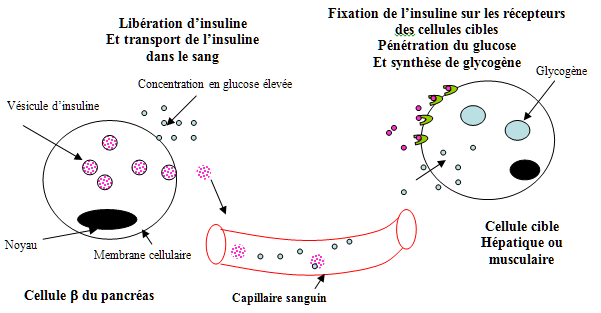 Libération d'insuline
Et transport de l'insuline
dans le sang
Fixation de l'insuline sur les récepteurs
des cellules cibles
Pénétration du glucose
Et synthèse de glycogène
Concentration en glucose élevée
Glycogène
Vésicule d'insuline
Noyau
Membrane cellulaire
Cellule cible
Hépatique ou
musculaire
Cellule β du pancréas
Capillaire sanguin